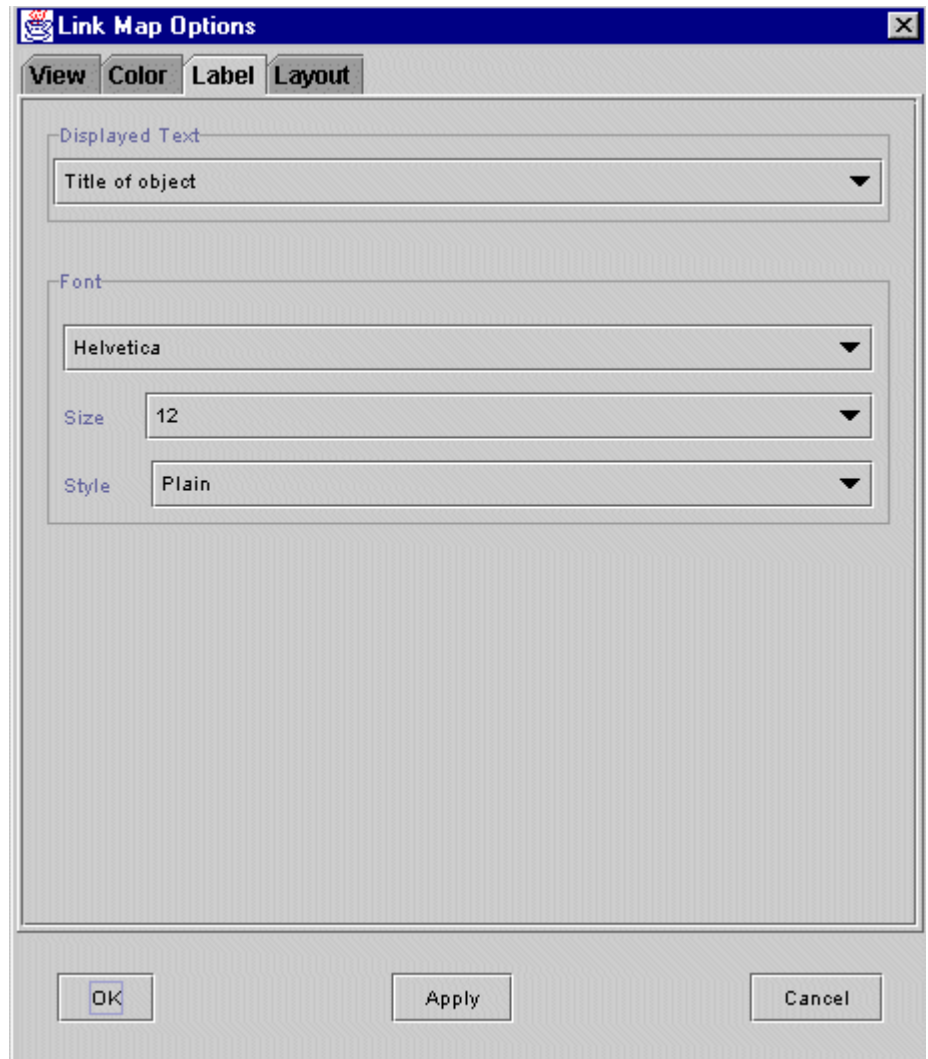 Link Map Options
View Color Label Layout
Displayed Text
Title of object
Font
Helvetica
Size 12
Style Plain
OK Apply Cancel